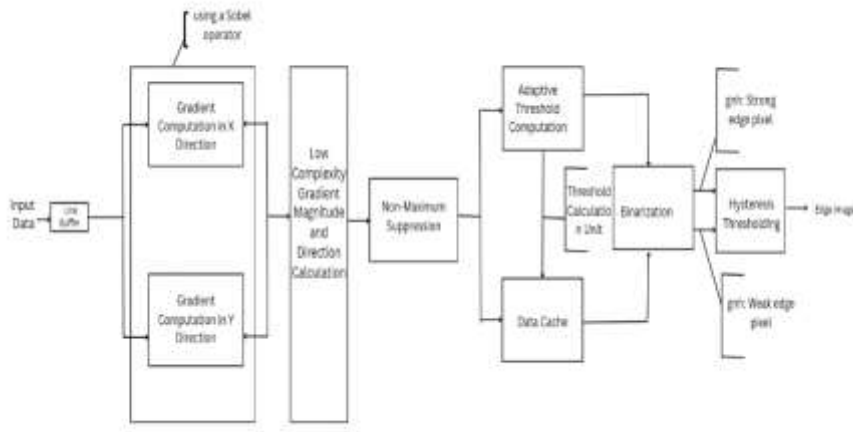 using a Sobel
operator
Gradient
Computation in X
Direction
Input
Data
Line
Buffer
Gradient
Computation in Y
Direction
Low
Complexity
Gradient
Magnitude
and
Direction
Calculation
Non-Maximum
Suppression
Adaptive
Threshold
Computation
Threshold
Calculatio
n Unit
Data Cache
Binarization
gnh: Strong
edge pixel
Hysteresis
Thresholding
Edge Image
Weak edge
pixel